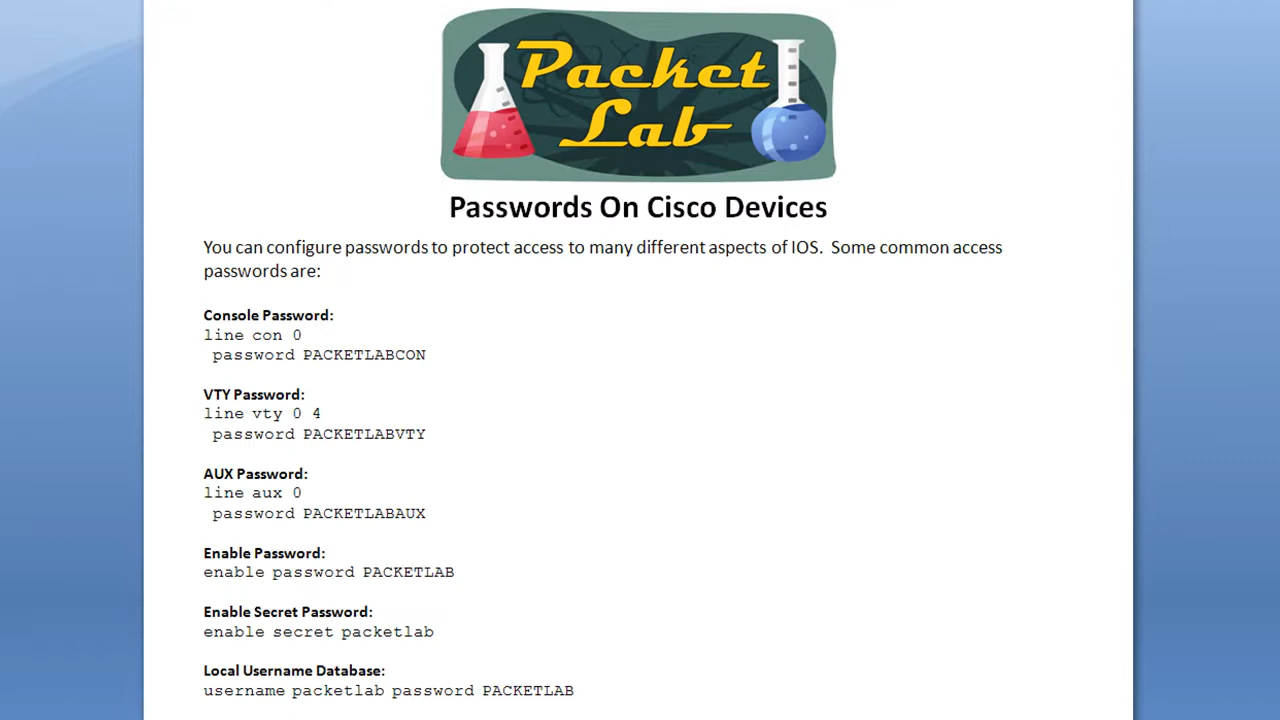 Packet
Lab
Passwords On Cisco Devices
You can configure passwords to protect access to many different aspects of IOS.  Some common access
passwords are:
Console Password:
line con 0
 password PACKETLABCON
VTY Password:
line vty 0 4
 password PACKETLABVTY
AUX Password:
line aux 0
 password PACKETLABAUX
Enable Password:
enable password PACKETLAB
Enable Secret Password:
enable secret packetlab
Local Username Database:
username packetlab password PACKETLAB